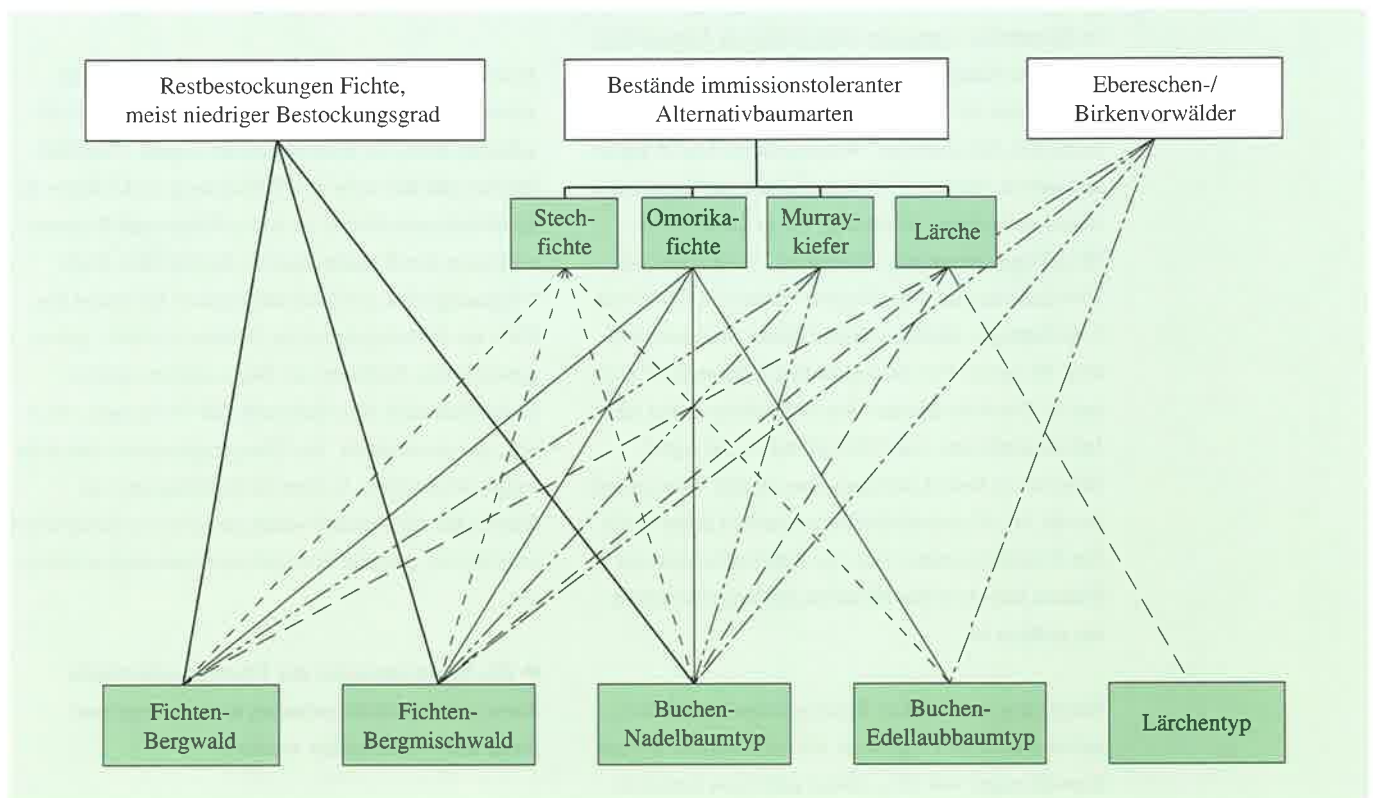 Restbestockungen Fichte,
meist niedriger Bestockungsgrad
Bestände immissionstoleranter
Alternativbaumarten
Ebereschen-/
Birkenvorwälder
Stech-
fichte
Omorika-
fichte
Murray-
kiefer
Lärche
Fichten-
Bergwald
Fichten-
Bergmischwald
Buchen-
Nadelbaumtyp
Buchen-
Edellaubbaumtyp
Lärchentyp